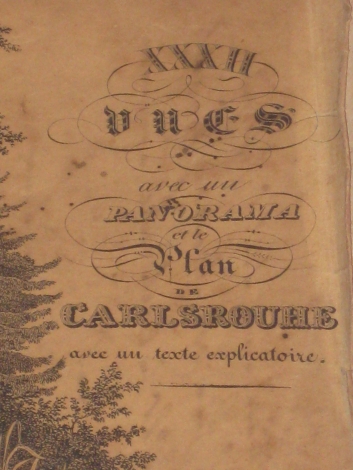 XXXII
VUES
avec un
PANORAMA
et le
Plan
DE
CARLSROUHE
avec un texte explicatoire.